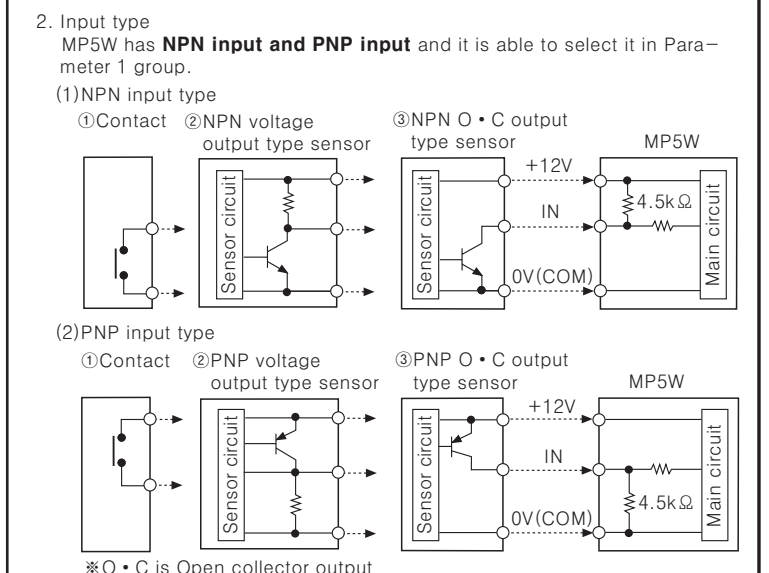 2. Input type
MP5W has NPN input and PNP input and it is able to select it in Para-
meter 1 group.
(1)NPN input type
①Contact ②NPN voltage output type sensor ③NPN O • C output type sensor MP5W
Sensor circuit
Sensor circuit
+12V
IN
0V(COM)
4.5kΩ
Main circuit
(2)PNP input type
①Contact ②PNP voltage output type sensor ③PNP O • C output type sensor MP5W
Sensor circuit
Sensor circuit
+12V
IN
0V(COM)
4.5kΩ
Main circuit
※O • C is Open collector output